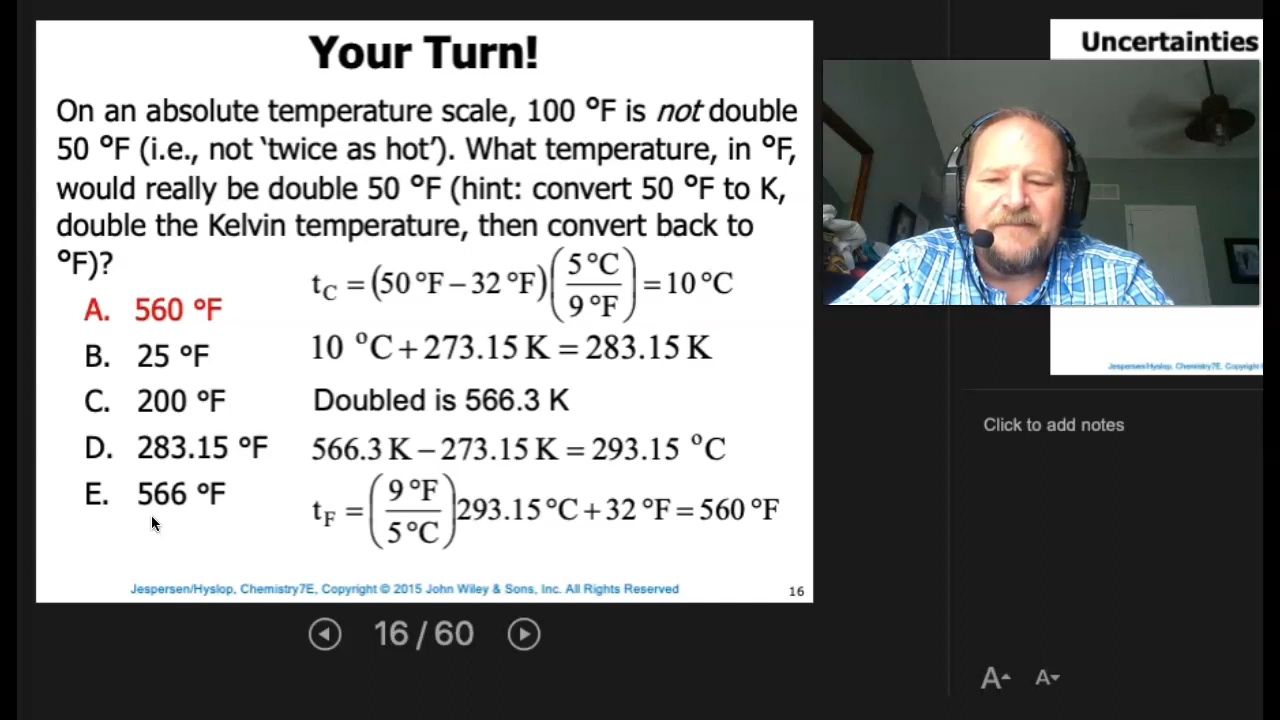 Your Turn!
On an absolute temperature scale, 100 °F is not double
50 °F (i.e., not ‘twice as hot’). What temperature, in °F,
would really be double 50 °F (hint: convert 50 °F to K,
double the Kelvin temperature, then convert back to
°F)?
A. 560 °F
B. 25 °F
C. 200 °F
D. 283.15 °F
E. 566 °F
t_C = (50 °F − 32 °F)(5 °C / 9 °F) = 10 °C
10 °C + 273.15 K = 283.15 K
Doubled is 566.3 K
566.3 K − 273.15 K = 293.15 °C
t_F = (9 °F / 5 °C) 293.15 °C + 32 °F = 560 °F
Jespersen/Hyslop, Chemistry7E, Copyright © 2015 John Wiley & Sons, Inc. All Rights Reserved
16
16 / 60
Uncertainties
Jespersen/Hyslop, Chemistry7E, Copyright
Click to add notes
A A